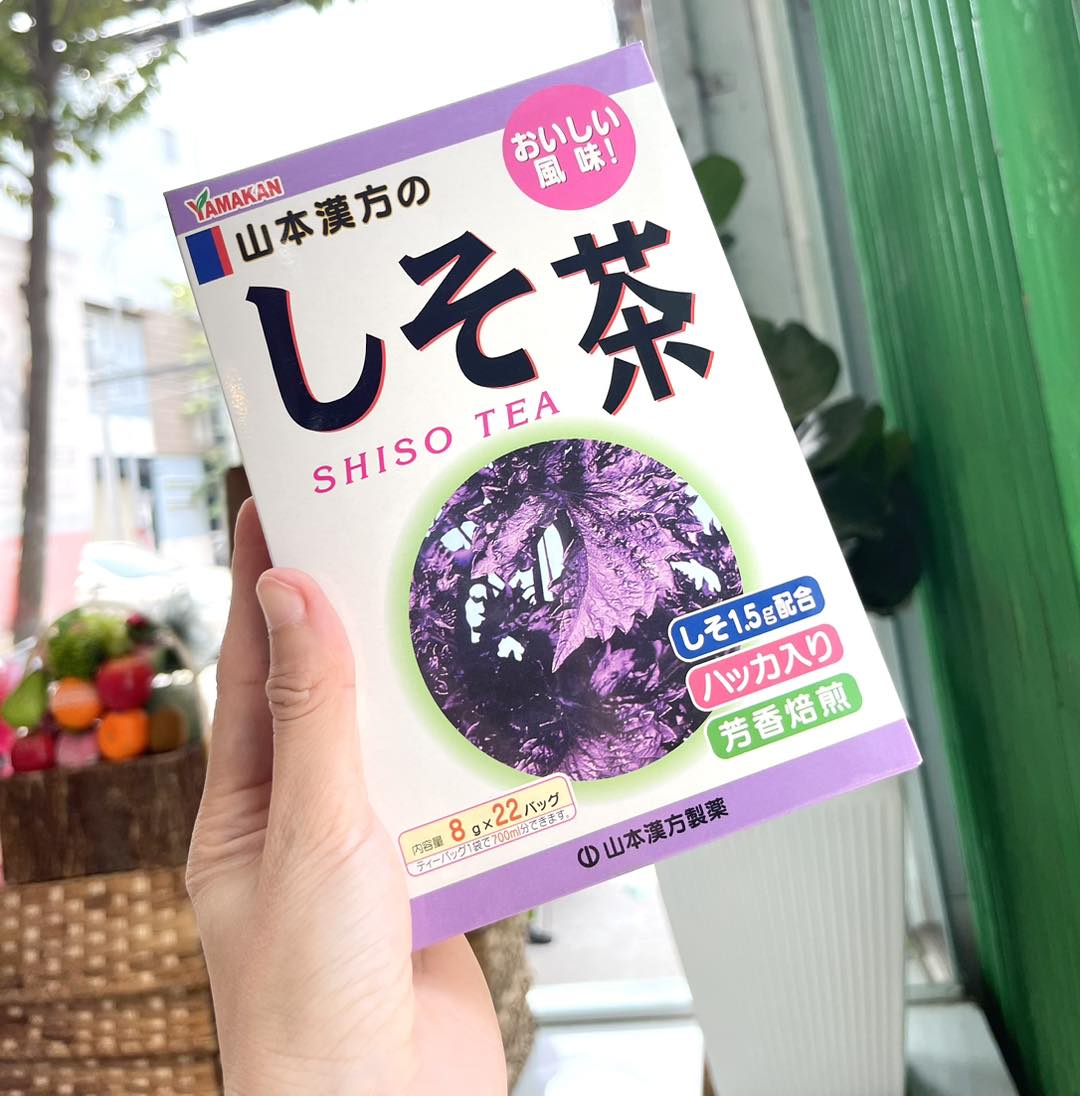 おいしい
風味!
YAMAKAN
山本漢方の
しそ茶
SHISO TEA
しそ1.5g配合
ハッカ入り
芳香焙煎
内容量 8g×22バッグ
ティーバッグ1袋で700ml分できます。
山本漢方製薬